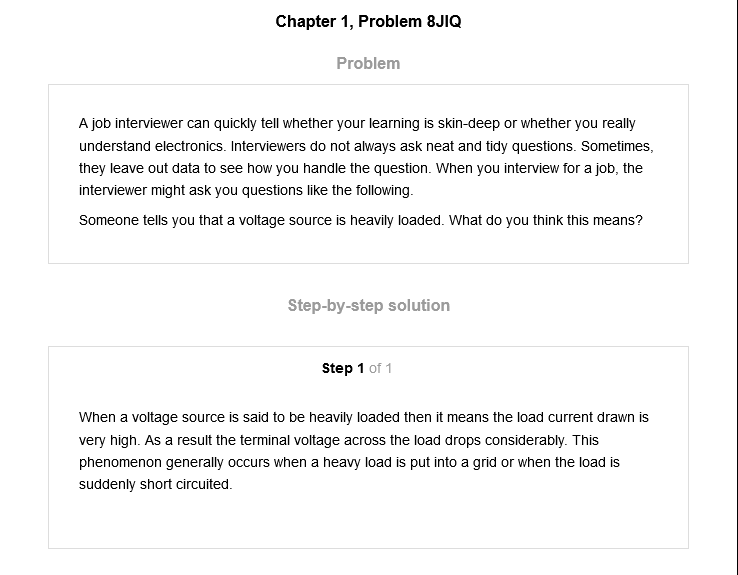 Chapter 1, Problem 8JIQ
Problem
A job interviewer can quickly tell whether your learning is skin-deep or whether you really
understand electronics. Interviewers do not always ask neat and tidy questions. Sometimes,
they leave out data to see how you handle the question. When you interview for a job, the
interviewer might ask you questions like the following.
Someone tells you that a voltage source is heavily loaded. What do you think this means?
Step-by-step solution
Step 1 of 1
When a voltage source is said to be heavily loaded then it means the load current drawn is
very high. As a result the terminal voltage across the load drops considerably. This
phenomenon generally occurs when a heavy load is put into a grid or when the load is
suddenly short circuited.